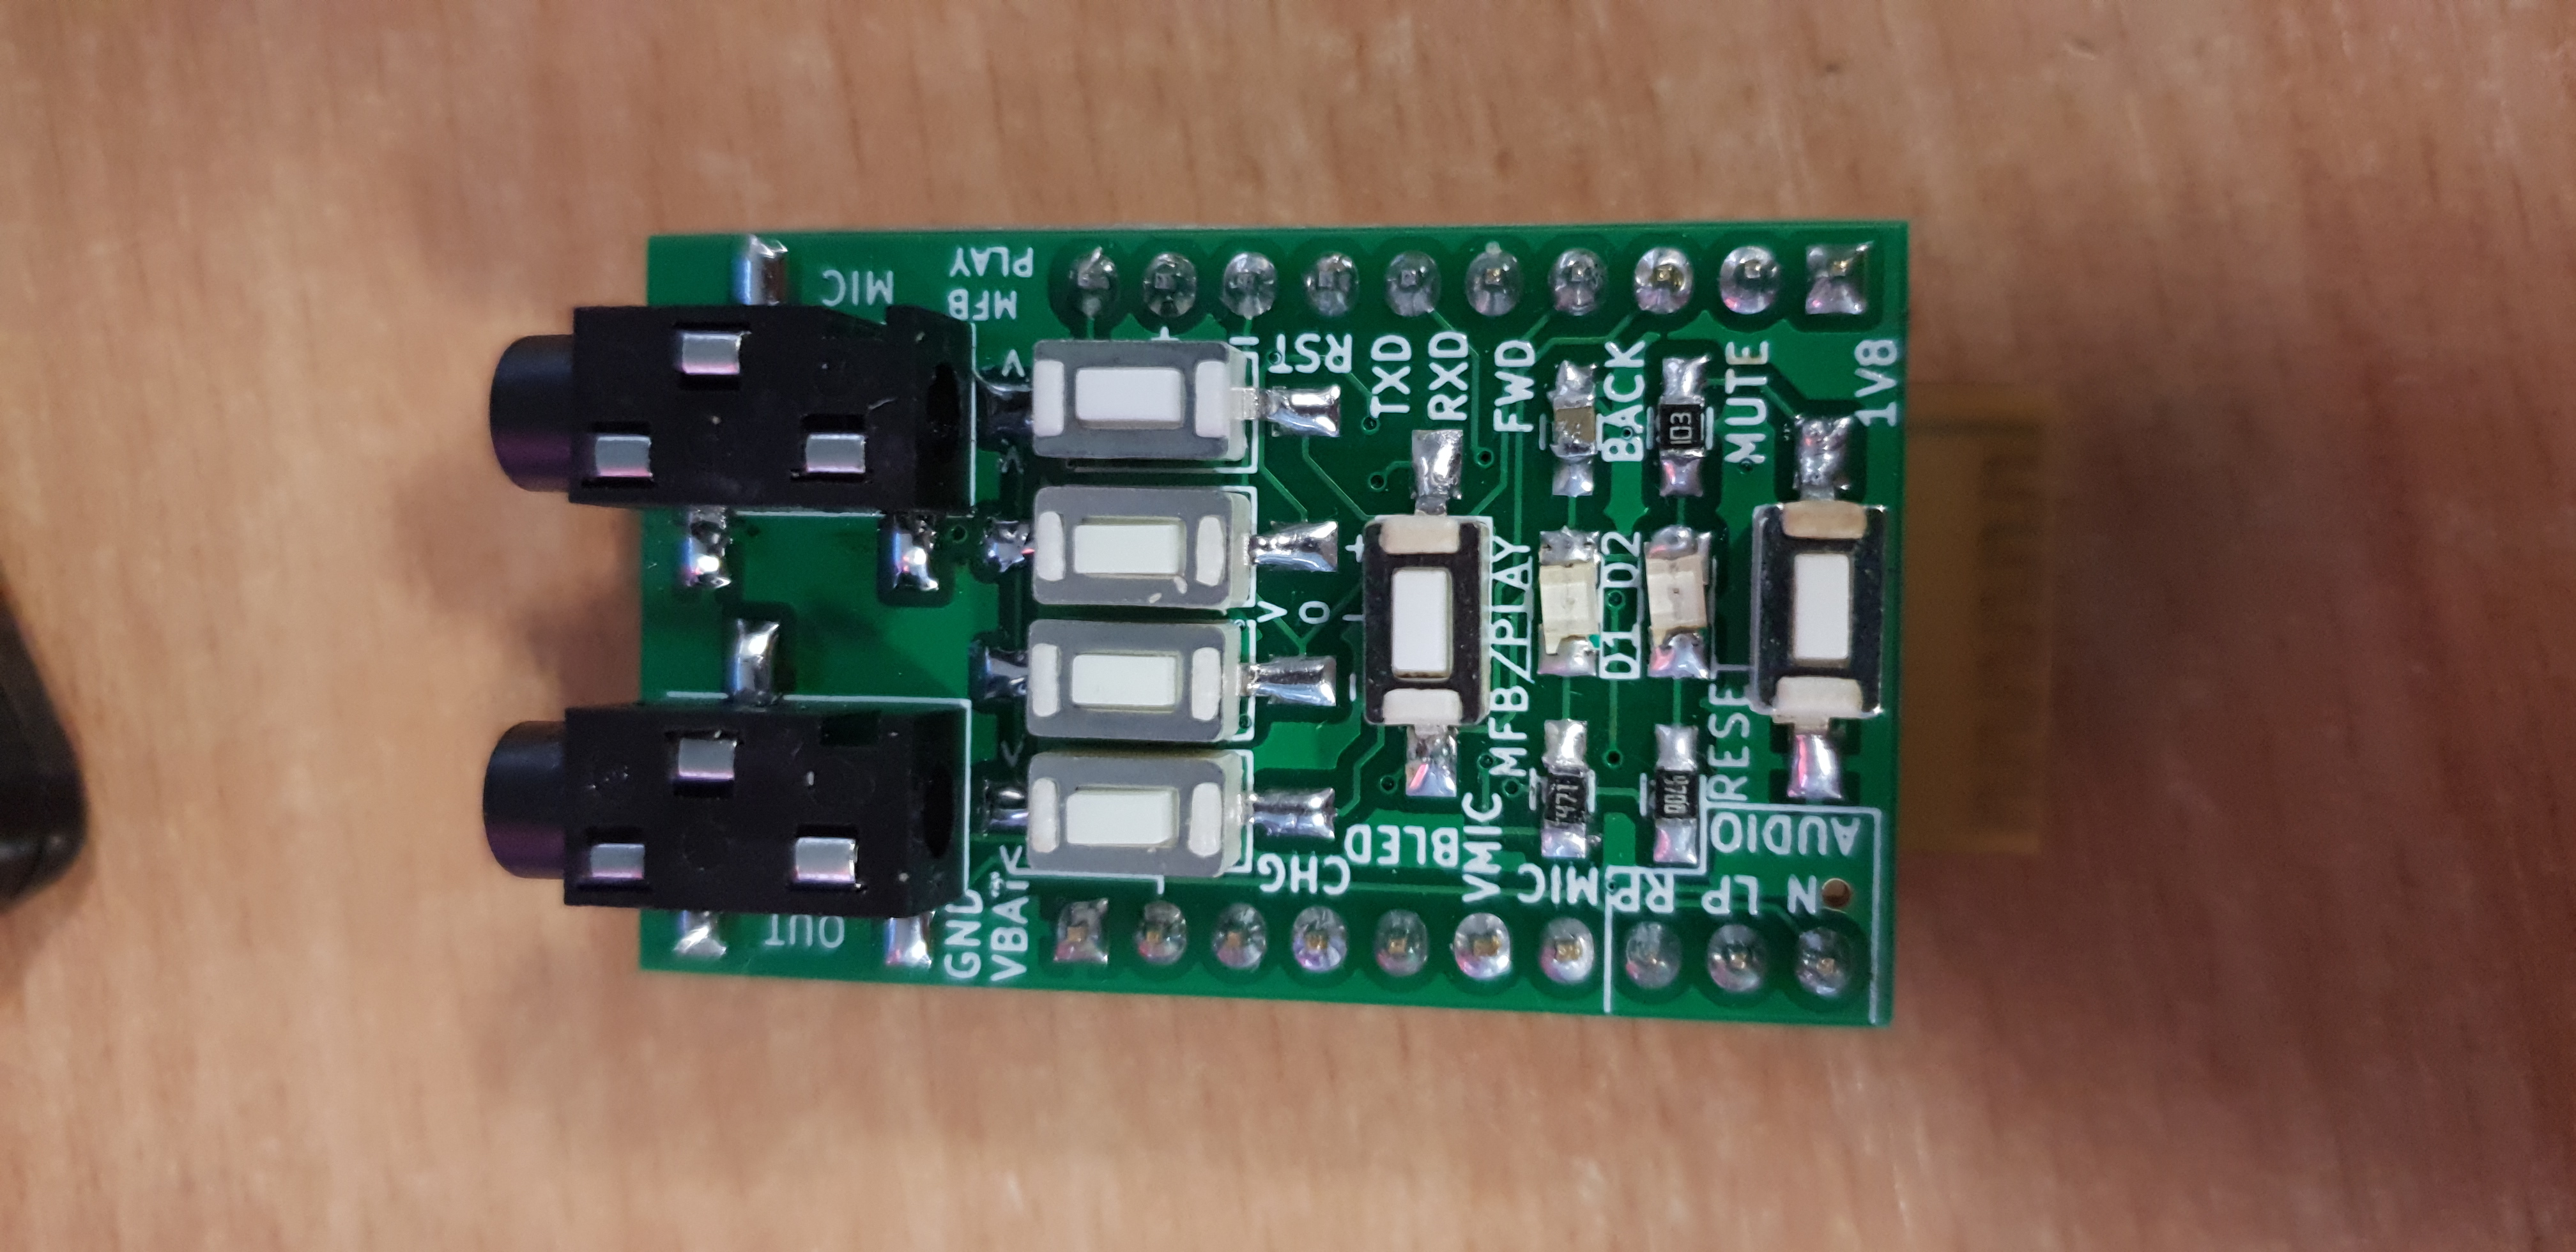 OUT
MIC
GND
VBAT
MFB
PLAY
<
<
>
>
CHG
V
O
L
-
+
RST
BLED
TXD
RXD
VMIC
MFB/PLAY
FWD
MIC
471
D1 D2
BACK
RP
103
LP
RESE
MUTE
AUDIO
N
1V8